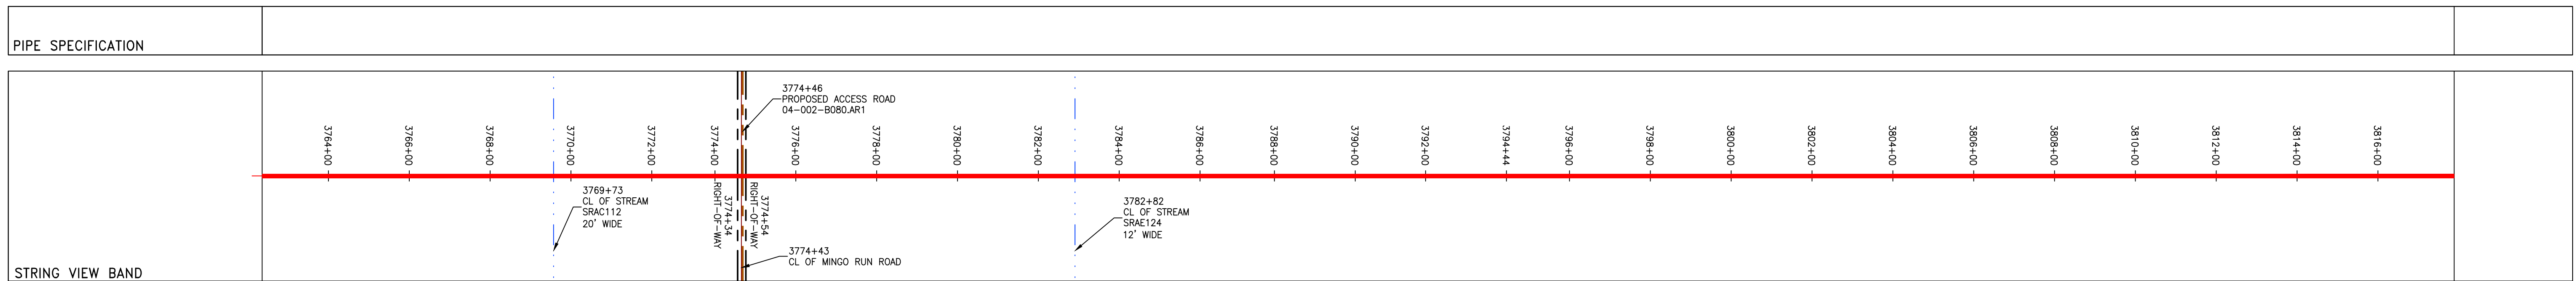 PIPE SPECIFICATION
3774+46
PROPOSED ACCESS ROAD
04-002-B080.AR1
3764+00
3766+00
3768+00
3770+00
3772+00
3774+00
3776+00
3778+00
3780+00
3782+00
3784+00
3786+00
3788+00
3790+00
3792+00
3794+44
3796+00
3798+00
3800+00
3802+00
3804+00
3806+00
3808+00
3810+00
3812+00
3814+00
3816+00
3769+73
CL OF STREAM
SRAC112
20' WIDE
3774+34
RIGHT-OF-WAY
3774+54
RIGHT-OF-WAY
3782+82
CL OF STREAM
SRAE124
12' WIDE
3774+43
CL OF MINGO RUN ROAD
STRING VIEW BAND